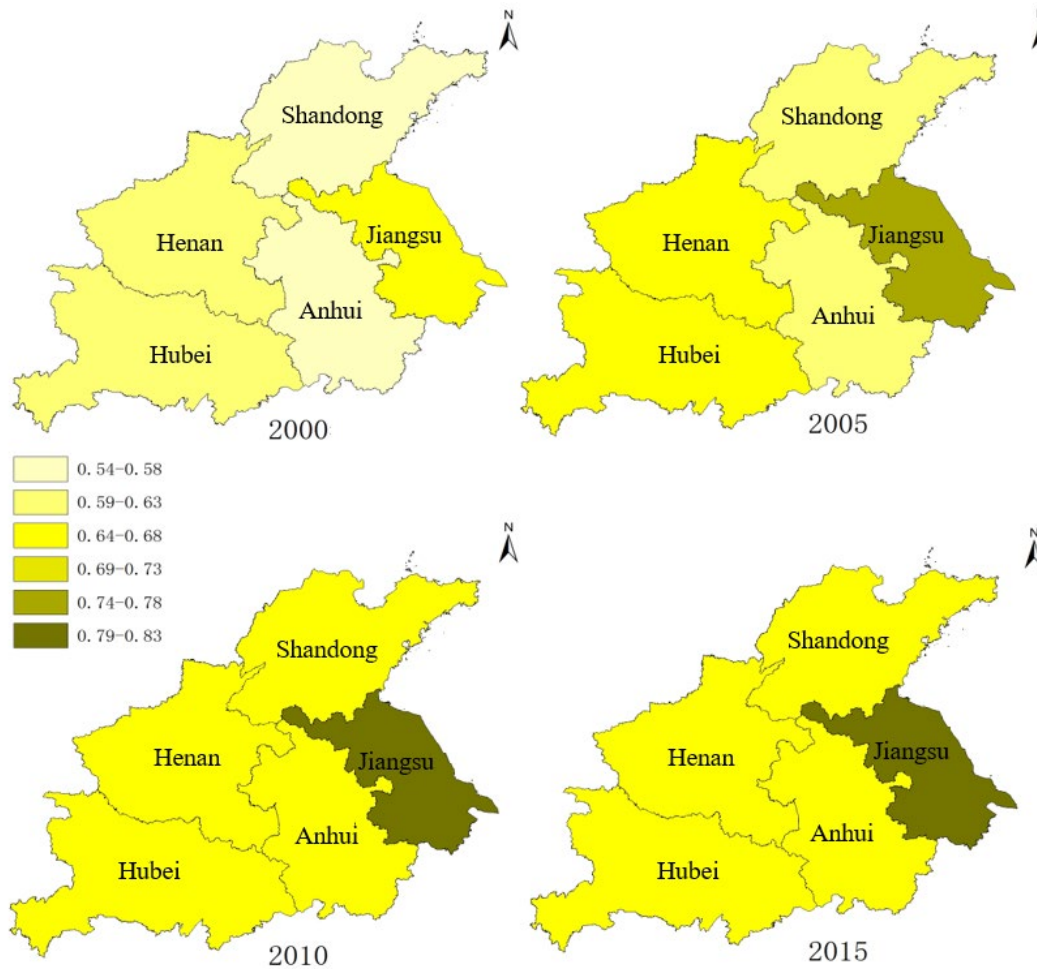 N
Shandong
Henan
Jiangsu
Anhui
Hubei
2000
N
Shandong
Henan
Jiangsu
Anhui
Hubei
2005
0.54-0.58
0.59-0.63
0.64-0.68
0.69-0.73
0.74-0.78
0.79-0.83
N
Shandong
Henan
Jiangsu
Anhui
Hubei
2010
N
Shandong
Henan
Jiangsu
Anhui
Hubei
2015